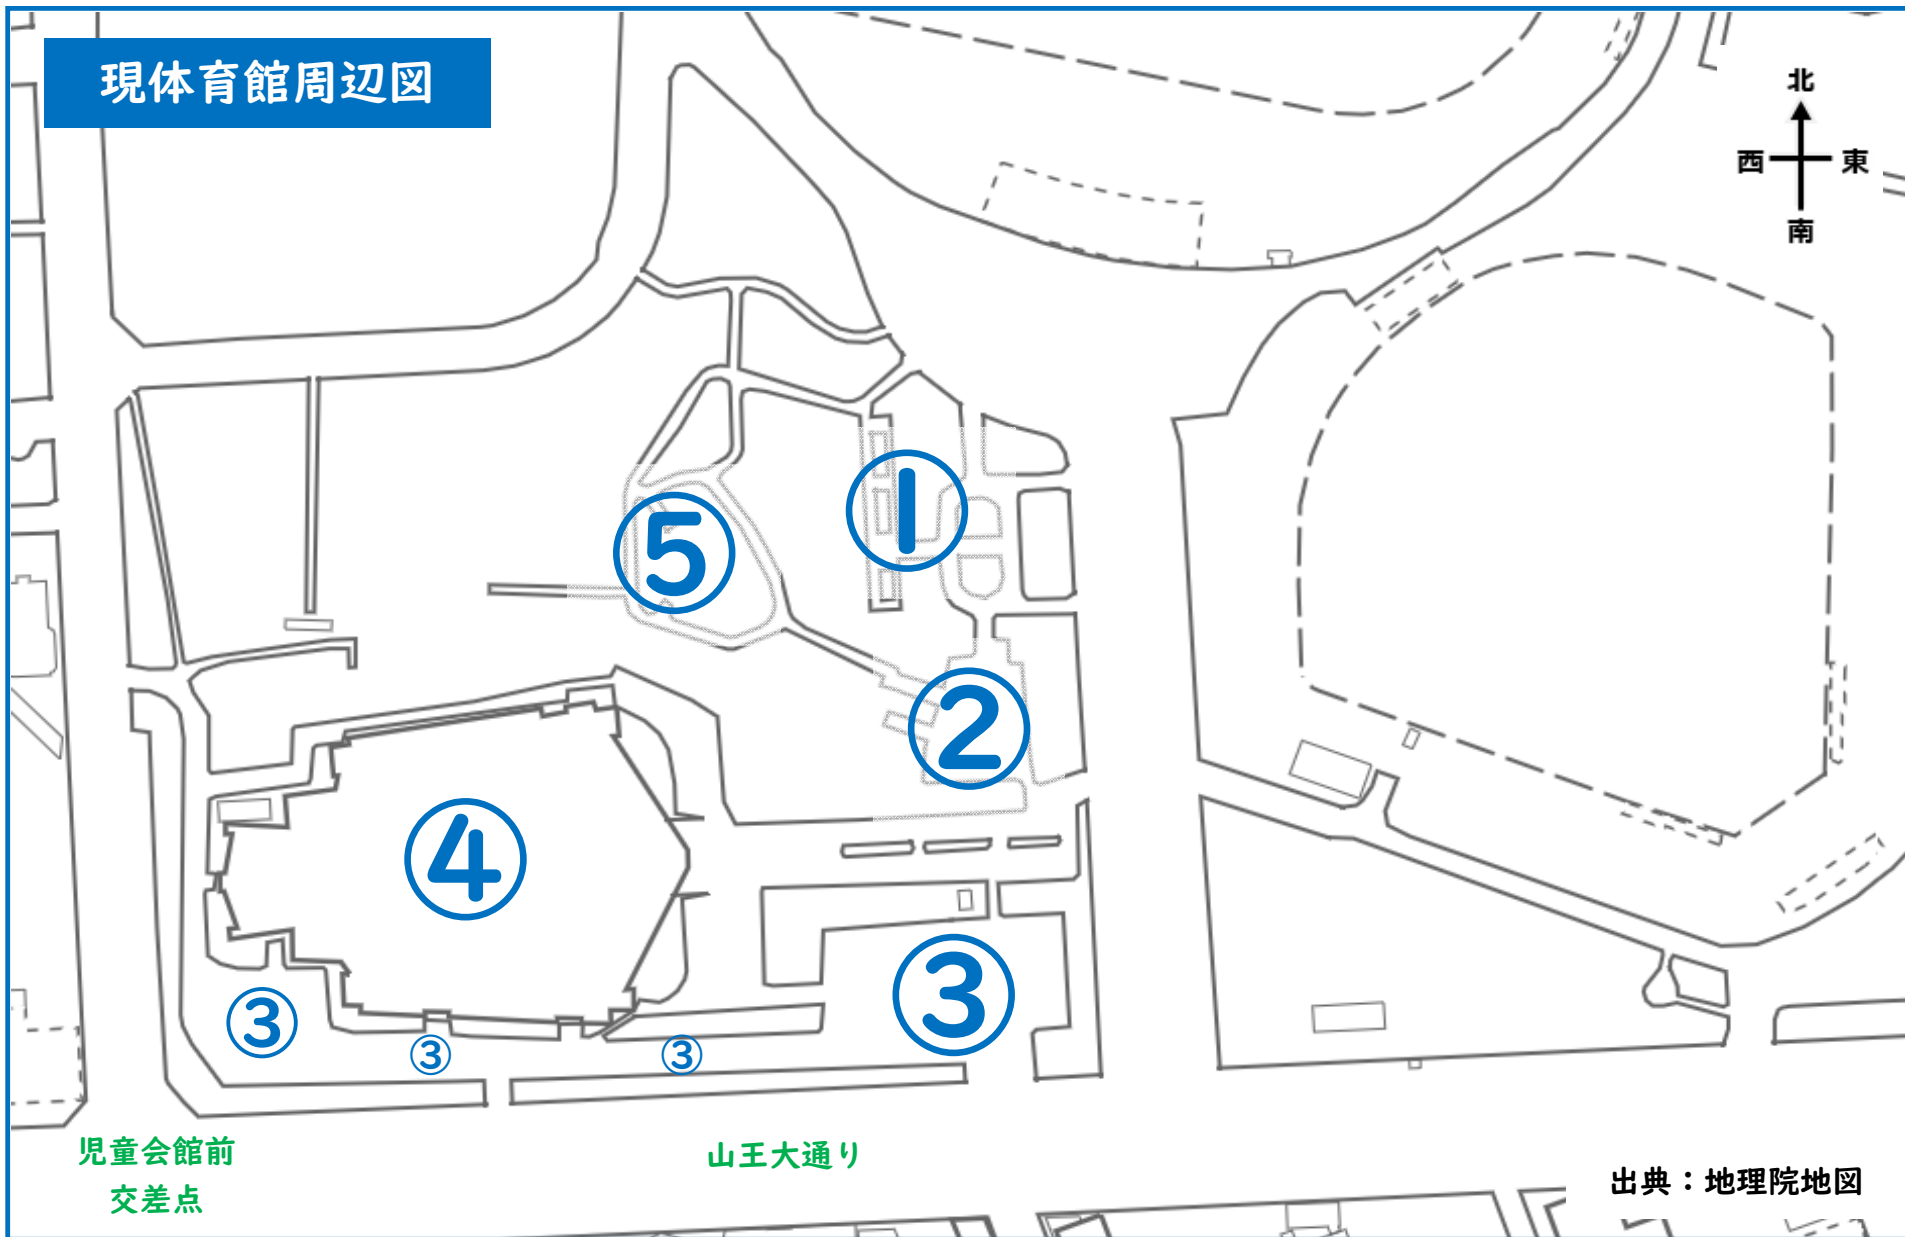 現体育館周辺図
北
西 東
南
①
⑤
②
④
③
③
③
③
児童会館前
交差点
山王大通り
出典：地理院地図